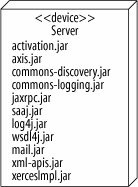 <<device>>
Server
activation.jar
axis.jar
commons-discovery.jar
commons-logging.jar
jaxrpc.jar
saaj.jar
log4j.jar
wsdl4j.jar
mail.jar
xml-apis.jar
xercesImpl.jar